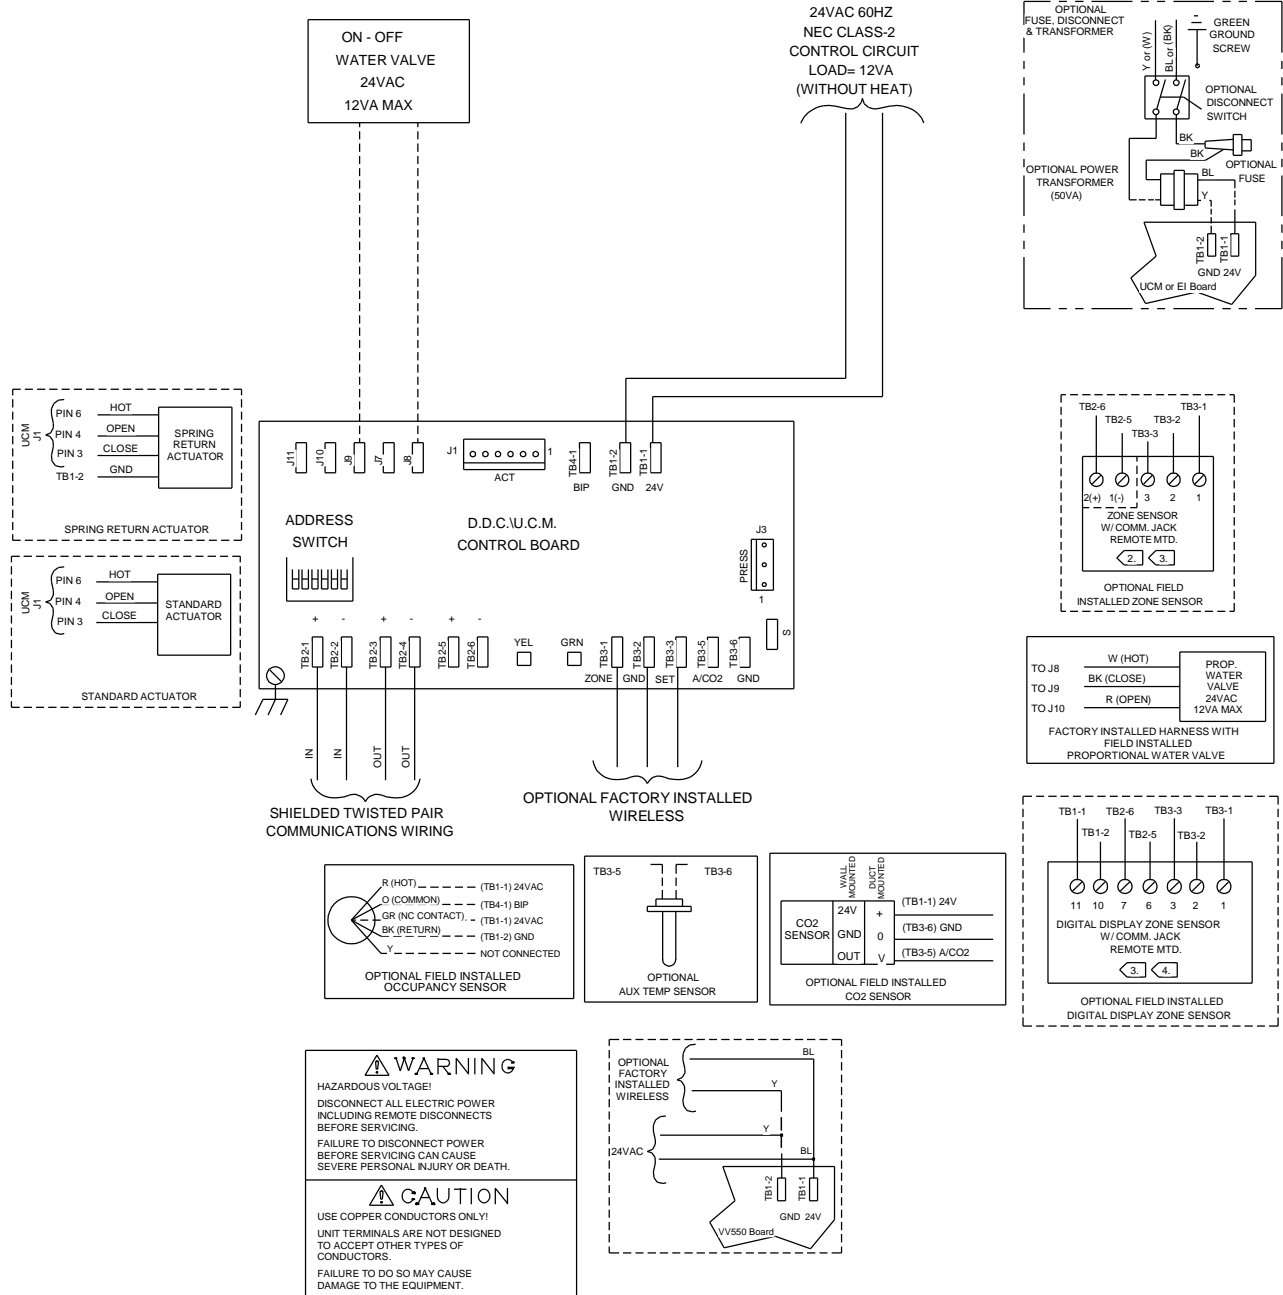 ON - OFF
WATER VALVE
24VAC
12VA MAX
24VAC 60HZ
NEC CLASS-2
CONTROL CIRCUIT
LOAD= 12VA
(WITHOUT HEAT)
OPTIONAL
FUSE, DISCONNECT
& TRANSFORMER
Y or (W)
BL or (BK)
GREEN
GROUND
SCREW
OPTIONAL
DISCONNECT
SWITCH
BK
BK
OPTIONAL
FUSE
BL
Y
OPTIONAL POWER
TRANSFORMER
(50VA)
TB1-2
TB1-1
GND 24V
UCM or EI Board
UCM
J1
PIN 6
HOT
PIN 4
OPEN
PIN 3
CLOSE
TB1-2
GND
SPRING
RETURN
ACTUATOR
SPRING RETURN ACTUATOR
UCM
J1
PIN 6
HOT
PIN 4
OPEN
PIN 3
CLOSE
STANDARD
ACTUATOR
STANDARD ACTUATOR
J11
J10
J9
J7
J8
J1
1
ACT
TB4-1
BIP
TB1-2
GND
TB1-1
24V
ADDRESS
SWITCH
D.D.C.\U.C.M.
CONTROL BOARD
J3
PRESS
1
S
+ - + - + -
TB2-1
TB2-2
TB2-3
TB2-4
TB2-5
TB2-6
YEL
GRN
TB3-1
TB3-2
TB3-3
TB3-5
TB3-6
ZONE GND SET A/CO2 GND
IN
IN
OUT
OUT
SHIELDED TWISTED PAIR
COMMUNICATIONS WIRING
OPTIONAL FACTORY INSTALLED
WIRELESS
TB2-6
TB2-5
TB3-3
TB3-2
TB3-1
2(+) 1(-) 3 2 1
ZONE SENSOR
W/ COMM. JACK
REMOTE MTD.
2. 3.
OPTIONAL FIELD
INSTALLED ZONE SENSOR
TO J8
W (HOT)
TO J9
BK (CLOSE)
TO J10
R (OPEN)
PROP.
WATER
VALVE
24VAC
12VA MAX
FACTORY INSTALLED HARNESS WITH
FIELD INSTALLED
PROPORTIONAL WATER VALVE
TB1-1
TB1-2
TB2-6
TB2-5
TB3-3
TB3-2
TB3-1
11 10 7 6 3 2 1
DIGITAL DISPLAY ZONE SENSOR
W/ COMM. JACK
REMOTE MTD.
3. 4.
OPTIONAL FIELD INSTALLED
DIGITAL DISPLAY ZONE SENSOR
R (HOT)
(TB1-1) 24VAC
O (COMMON)
(TB4-1) BIP
GR (NC CONTACT)
(TB1-1) 24VAC
BK (RETURN)
(TB1-2) GND
Y
NOT CONNECTED
OPTIONAL FIELD INSTALLED
OCCUPANCY SENSOR
TB3-5
TB3-6
OPTIONAL
AUX TEMP SENSOR
WALL
MOUNTED
DUCT
MOUNTED
CO2
SENSOR
24V + (TB1-1) 24V
GND 0 (TB3-6) GND
OUT V (TB3-5) A/CO2
OPTIONAL FIELD INSTALLED
CO2 SENSOR
WARNING
HAZARDOUS VOLTAGE!
DISCONNECT ALL ELECTRIC POWER
INCLUDING REMOTE DISCONNECTS
BEFORE SERVICING.
FAILURE TO DISCONNECT POWER
BEFORE SERVICING CAN CAUSE
SEVERE PERSONAL INJURY OR DEATH.
CAUTION
USE COPPER CONDUCTORS ONLY!
UNIT TERMINALS ARE NOT DESIGNED
TO ACCEPT OTHER TYPES OF
CONDUCTORS.
FAILURE TO DO SO MAY CAUSE
DAMAGE TO THE EQUIPMENT.
OPTIONAL
FACTORY
INSTALLED
WIRELESS
BL
Y
24VAC
Y
BL
TB1-2
TB1-1
GND 24V
VV550 Board